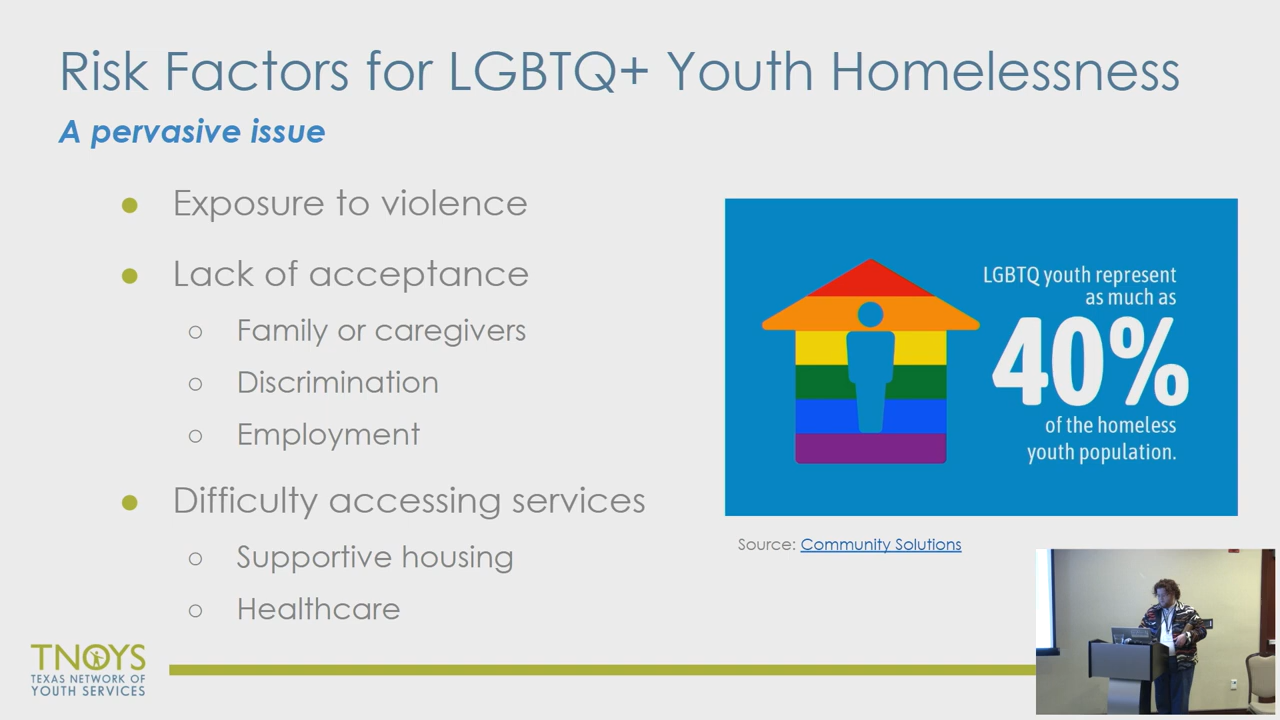 Risk Factors for LGBTQ+ Youth Homelessness
A pervasive issue
● Exposure to violence
● Lack of acceptance
○ Family or caregivers
○ Discrimination
○ Employment
● Difficulty accessing services
○ Supportive housing
○ Healthcare
LGBTQ youth represent
as much as
40%
of the homeless
youth population.
Source: Community Solutions
TNOYS
TEXAS NETWORK OF
YOUTH SERVICES